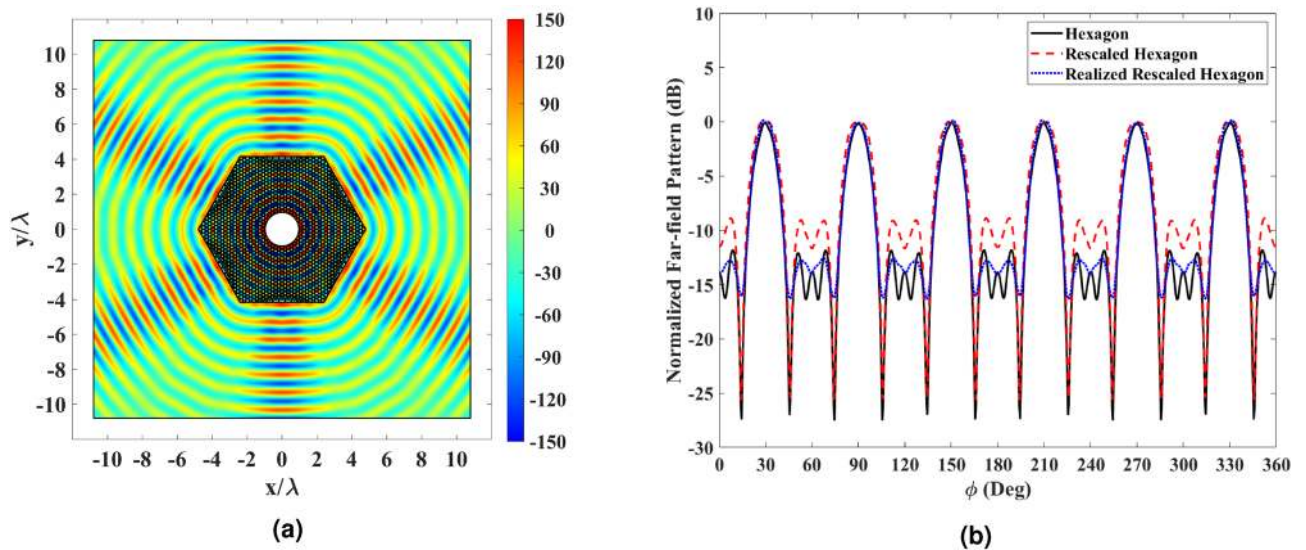 10
8
6
4
2
0
-2
-4
-6
-8
-10
y/λ
-10 -8 -6 -4 -2 0 2 4 6 8 10
x/λ
150
120
90
60
30
0
-30
-60
-90
-120
-150
(a)
Normalized Far-field Pattern (dB)
10
5
0
-5
-10
-15
-20
-25
-30
Hexagon
Rescaled Hexagon
Realized Rescaled Hexagon
0 30 60 90 120 150 180 210 240 270 300 330 360
ϕ (Deg)
(b)